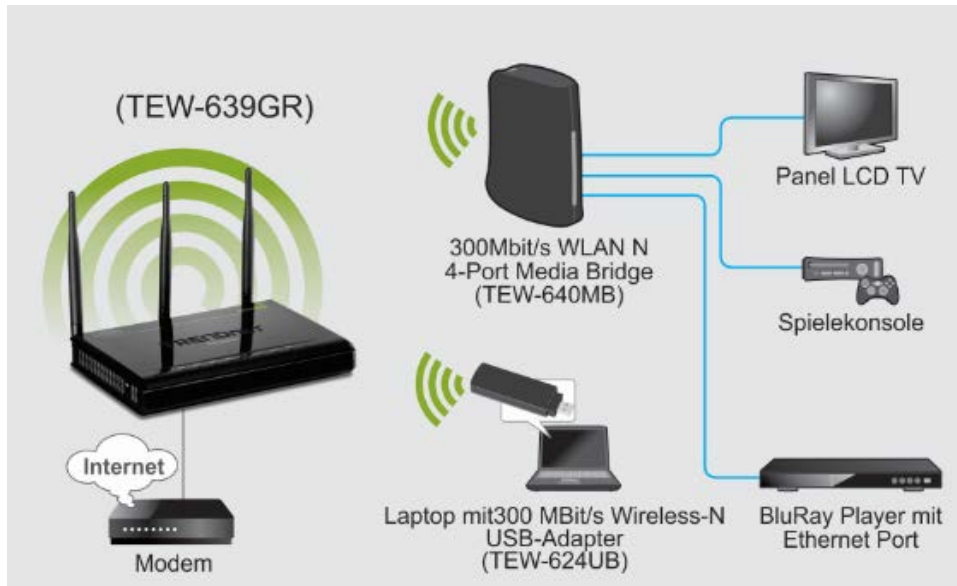 (TEW-639GR)
TRENDNET
Internet
Modem
300Mbit/s WLAN N
4-Port Media Bridge
(TEW-640MB)
Laptop mit300 MBit/s Wireless-N
USB-Adapter
(TEW-624UB)
Panel LCD TV
Spielekonsole
BluRay Player mit
Ethernet Port